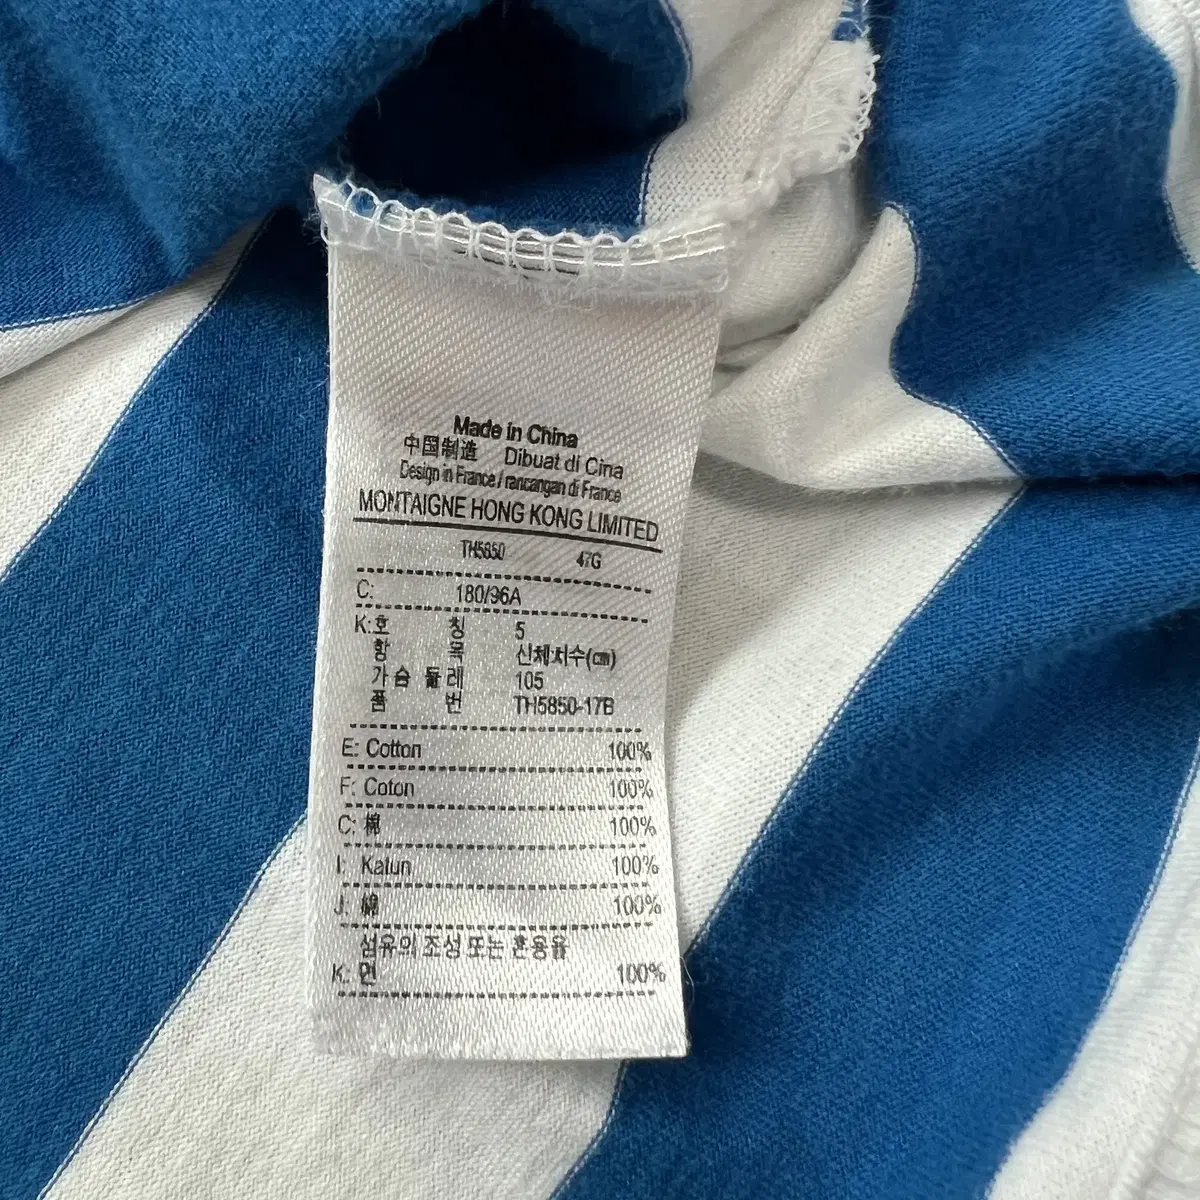 Made in China
中国制造 Dibuat di Cina
Design in France / rancangan di France
MONTAIGNE HONG KONG LIMITED
TH5850 47G
C: 180/96A
K:호 칭 5
항 목 신체치수(㎝)
가슴 둘레 105
품 번 TH5850-17B
E: Cotton 100%
F: Coton 100%
C: 棉 100%
I: Katun 100%
J: 綿 100%
섬유의 조성 또는 혼용율
K: 면 100%